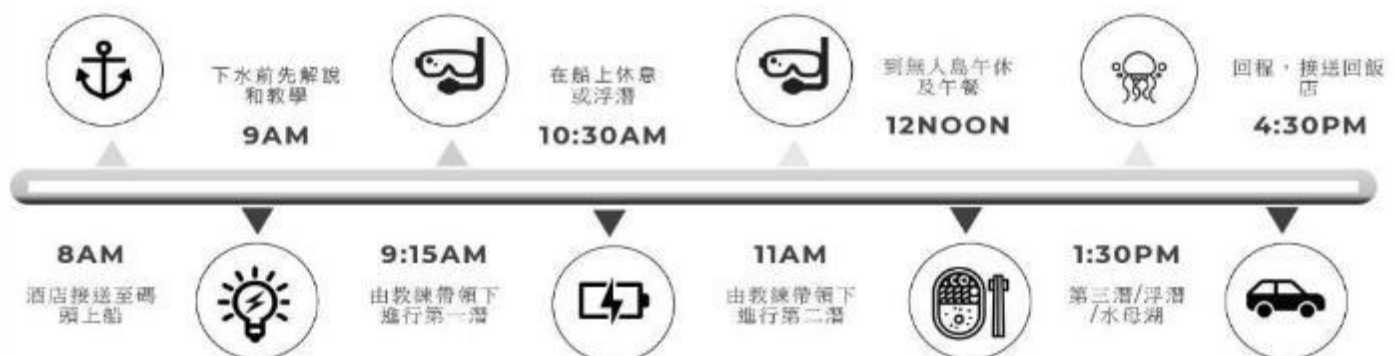 8AM
酒店接送至碼
頭上船
下水前先解說
和教學
9AM
9:15AM
由教練帶領下
進行第一潛
在船上休息
或浮潛
10:30AM
11AM
由教練帶領下
進行第二潛
到無人島午休
及午餐
12NOON
1:30PM
第三潛/浮潛
/水母湖
回程，接送回飯
店
4:30PM